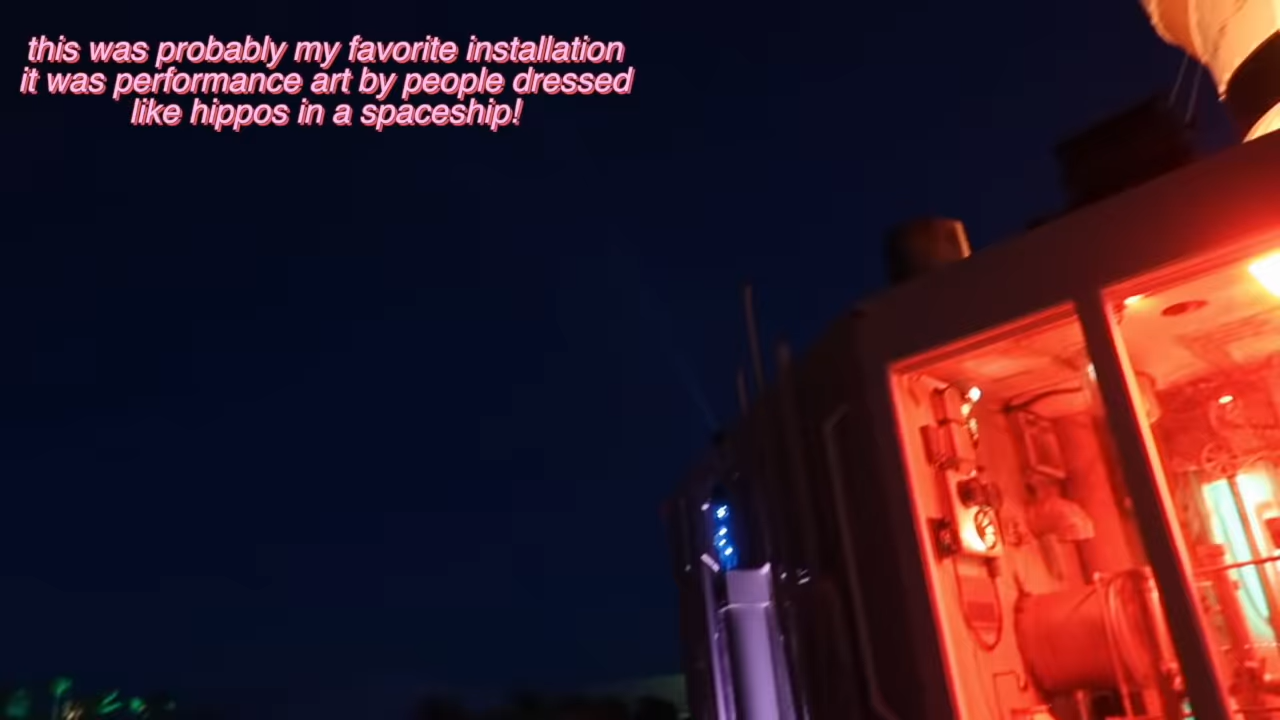 this was probably my favorite installation
it was performance art by people dressed
like hippos in a spaceship!